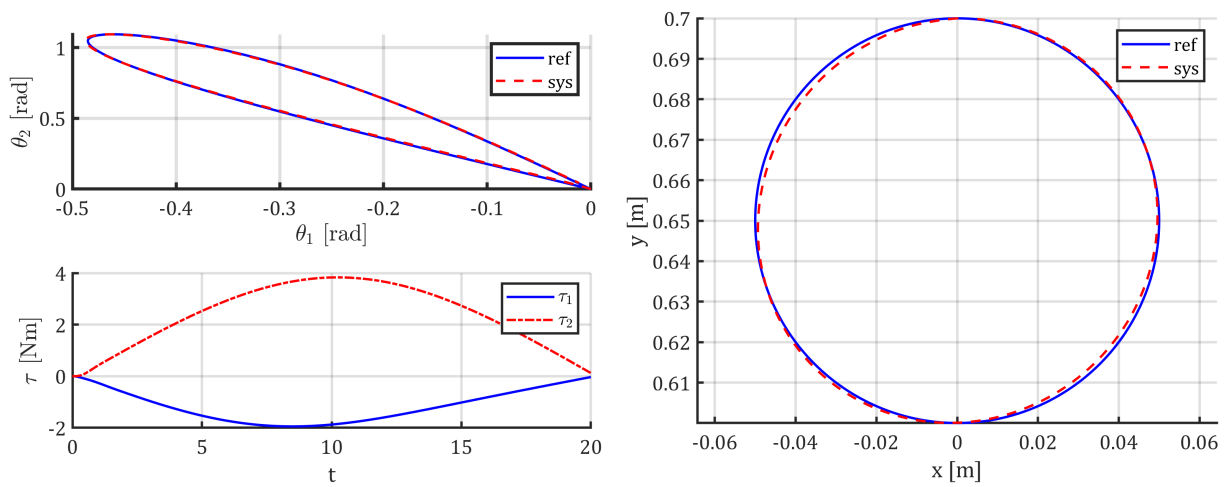 1
0.5
0
θ₂ [rad]
ref
sys
-0.5 -0.4 -0.3 -0.2 -0.1 0
θ₁ [rad]
4
2
0
-2
τ [Nm]
τ₁
τ₂
0 5 10 15 20
t
0.7
0.69
0.68
0.67
0.66
0.65
0.64
0.63
0.62
0.61
y [m]
ref
sys
-0.06 -0.04 -0.02 0 0.02 0.04 0.06
x [m]